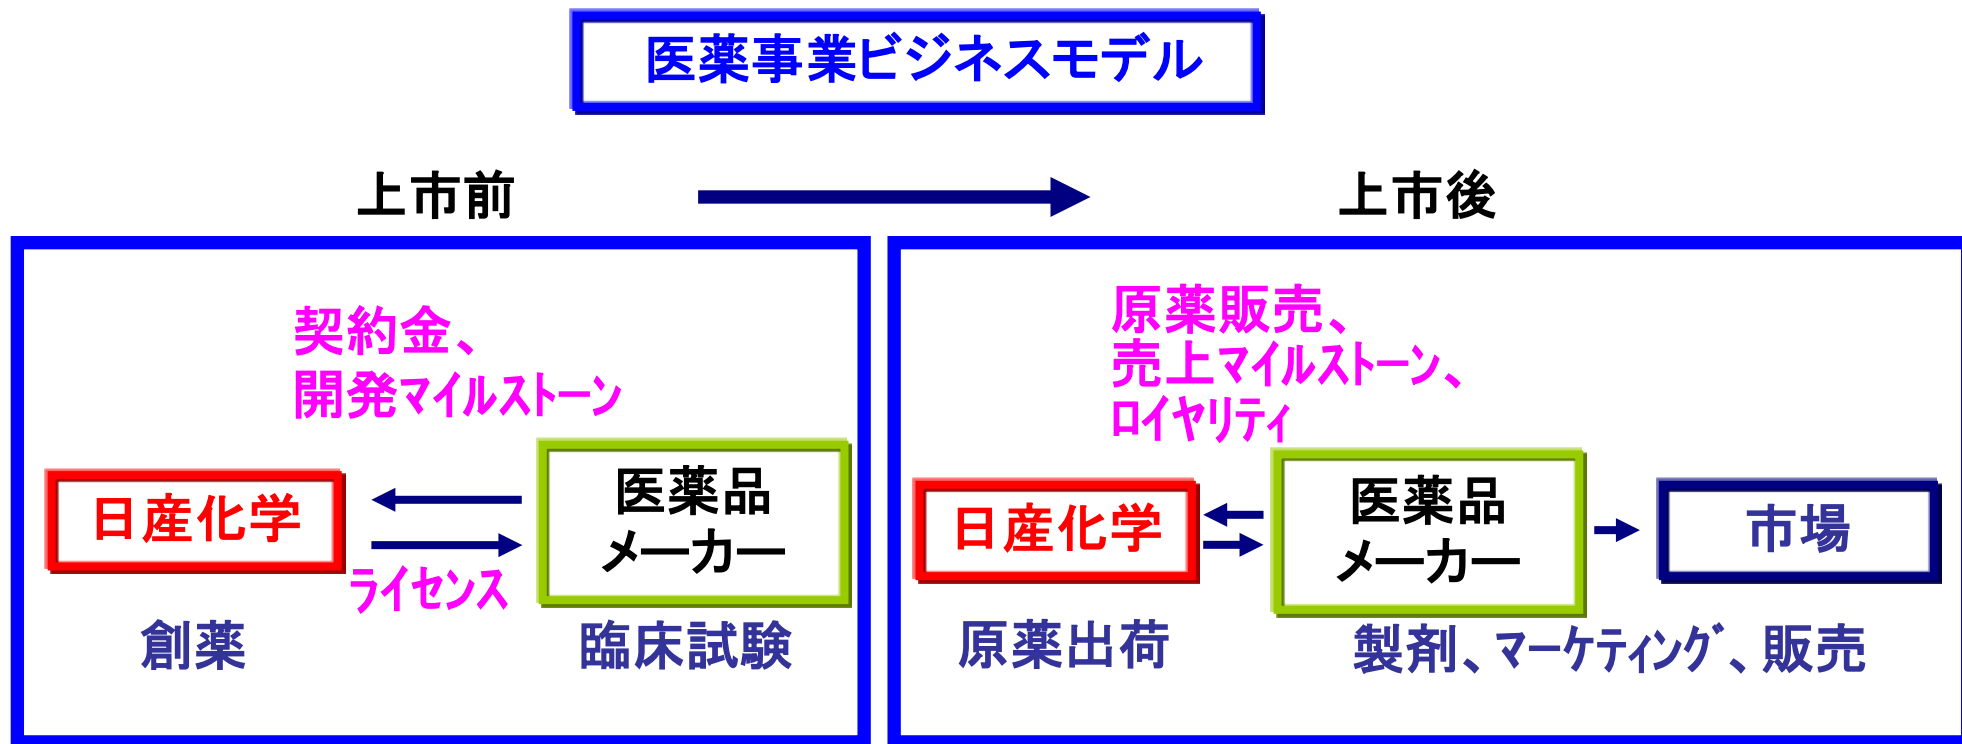 医薬事業ビジネスモデル
上市前
上市後
契約金、
開発ﾏｲﾙｽﾄｰﾝ
日産化学
医薬品
メーカー
ﾗｲｾﾝｽ
創薬
臨床試験
原薬販売、
売上ﾏｲﾙｽﾄｰﾝ、
ﾛｲﾔﾘﾃｨ
日産化学
医薬品
メーカー
市場
原薬出荷
製剤、ﾏｰｹﾃｨﾝｸﾞ、販売